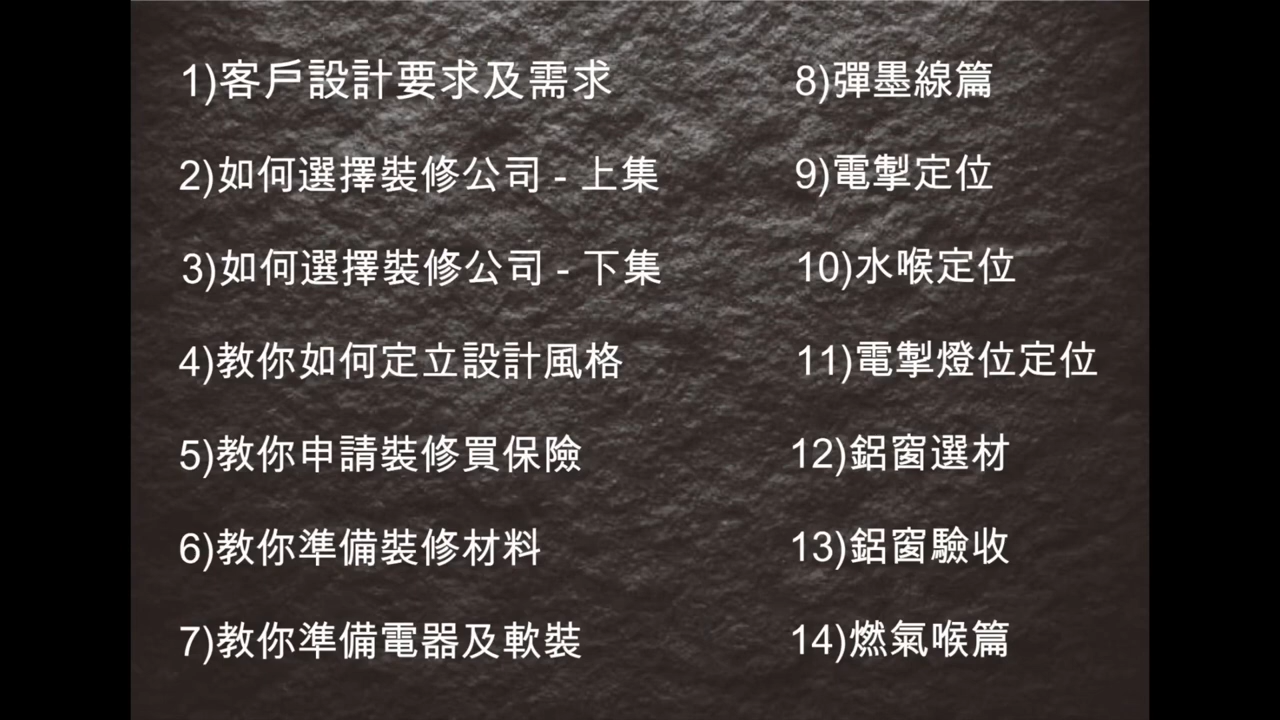 1)客戶設計要求及需求
2)如何選擇裝修公司 - 上集
3)如何選擇裝修公司 - 下集
4)教你如何定立設計風格
5)教你申請裝修買保險
6)教你準備裝修材料
7)教你準備電器及軟裝
8)彈墨線篇
9)電掣定位
10)水喉定位
11)電掣燈位定位
12)鋁窗選材
13)鋁窗驗收
14)燃氣喉篇